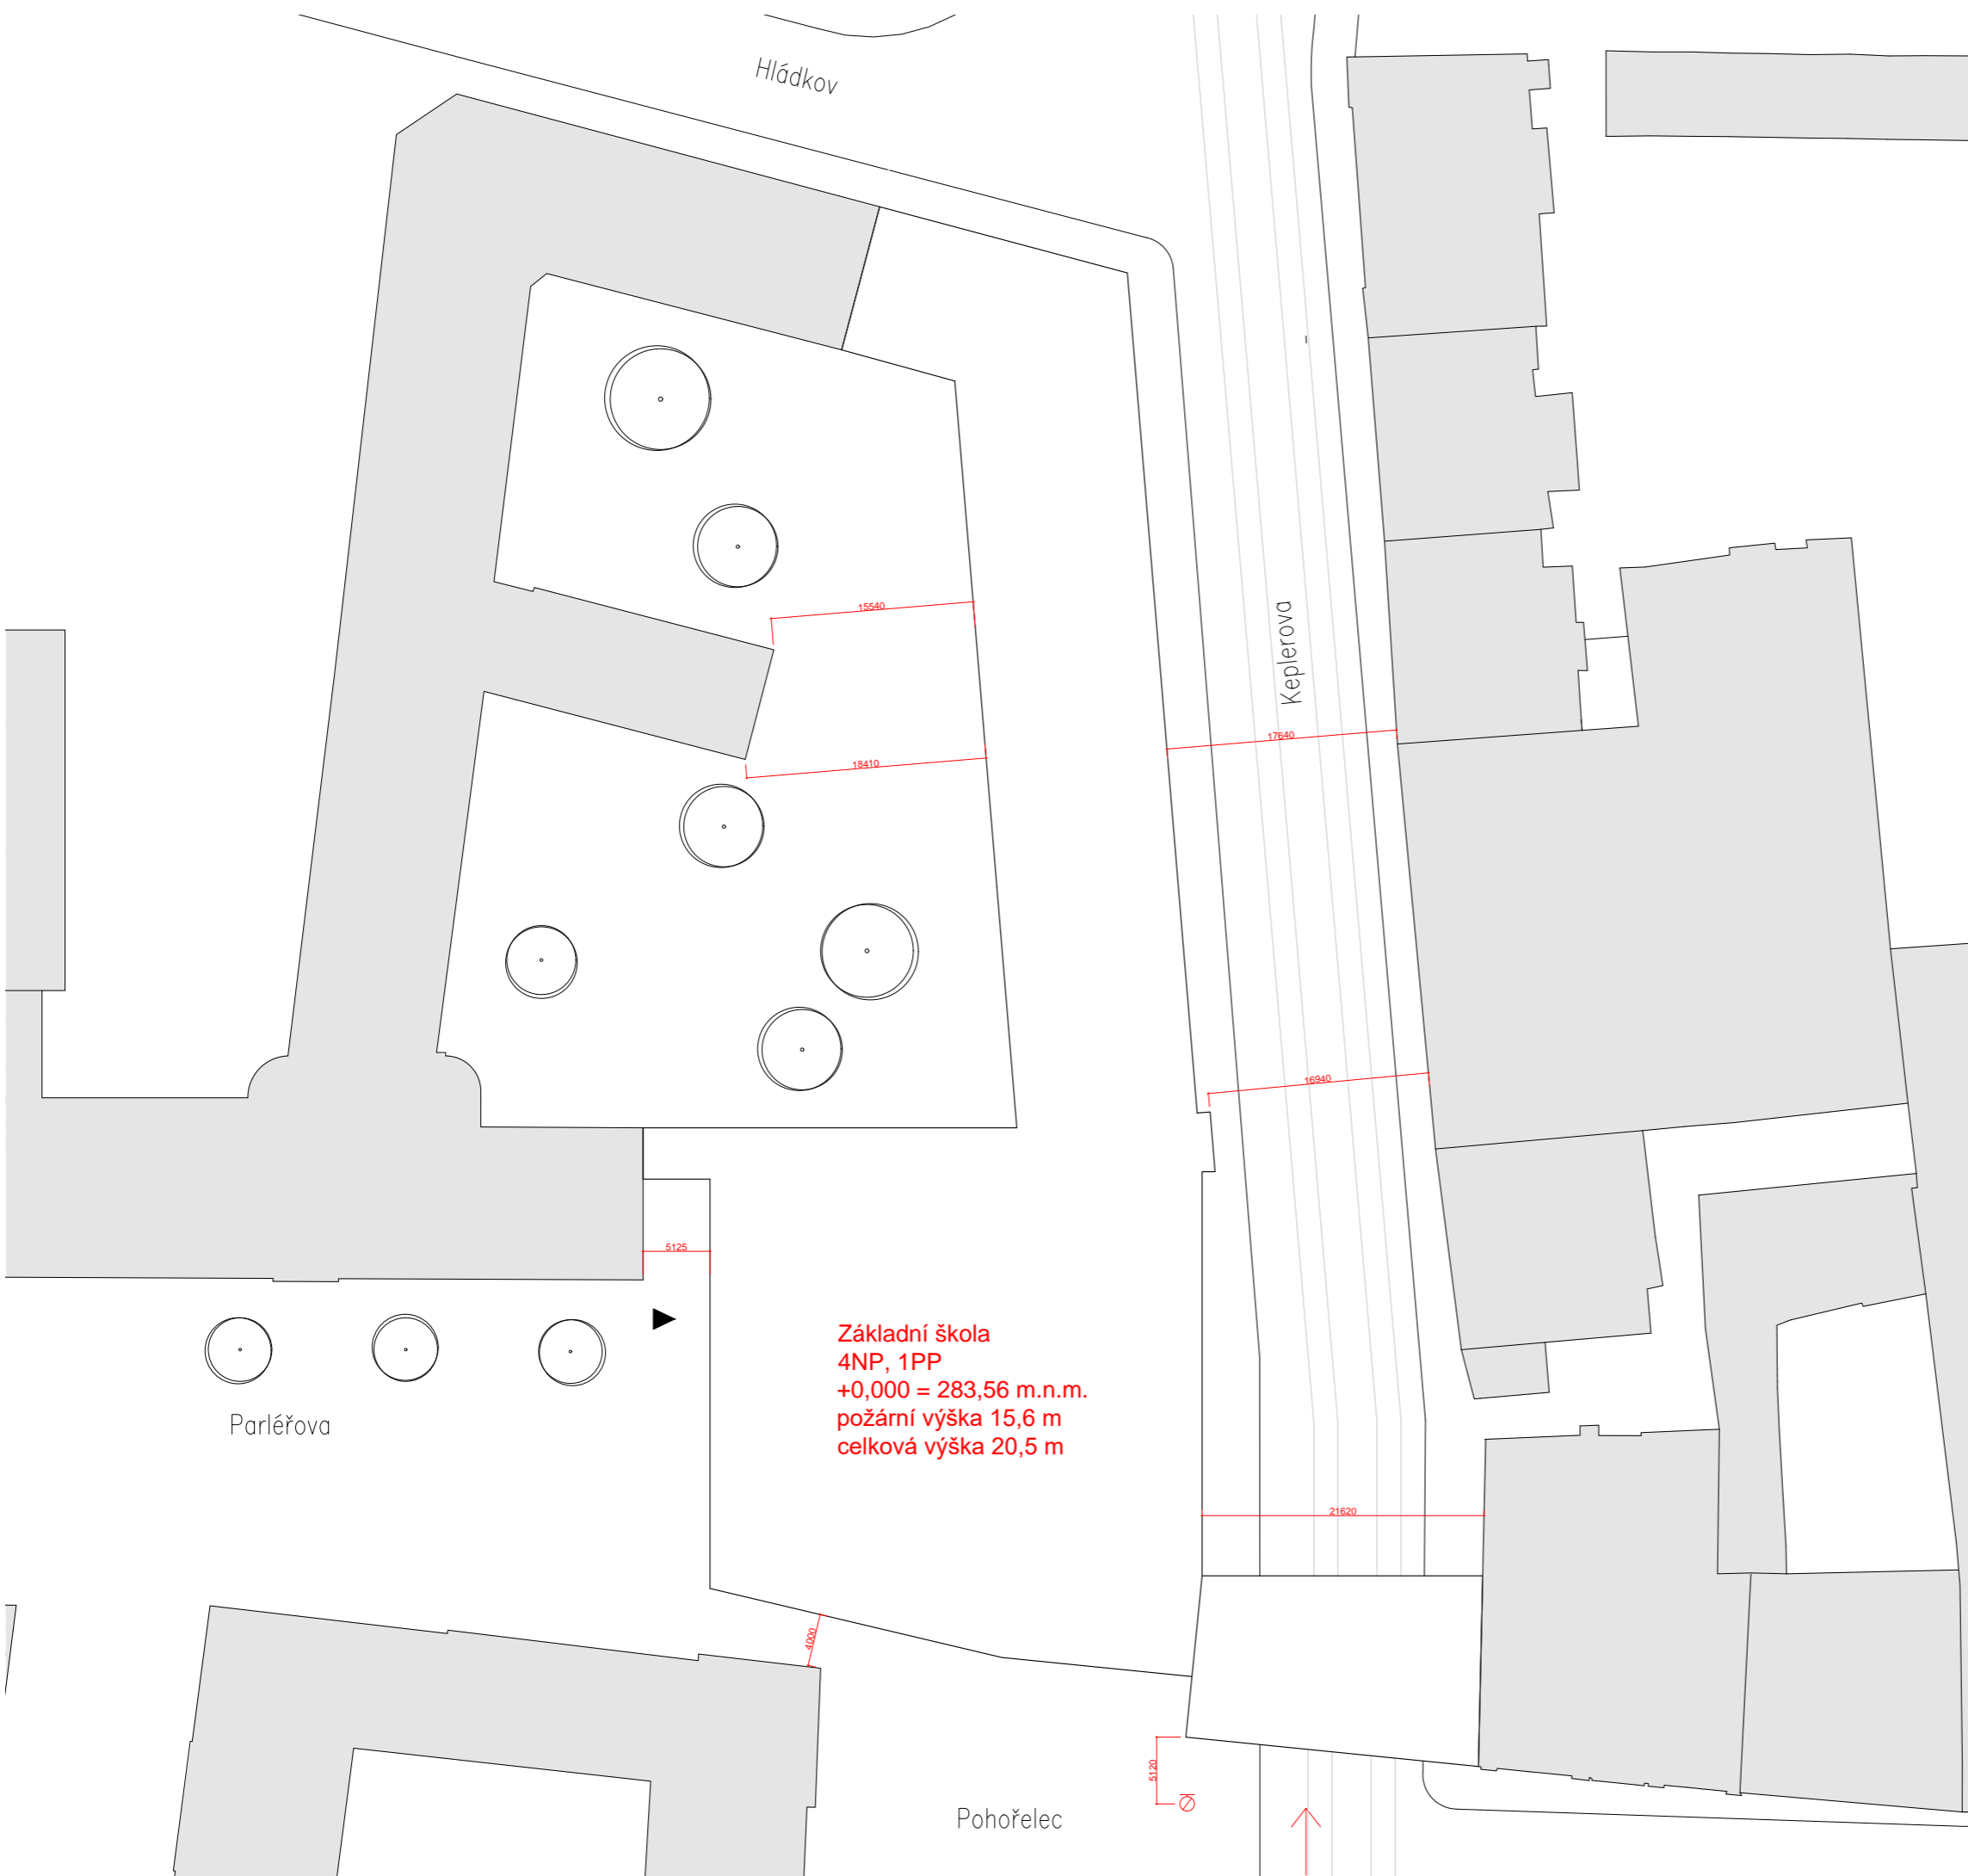 Hládkov
15540
Keplerova
17640
18410
16940
5125
Základní škola
4NP, 1PP
+0,000 = 283,56 m.n.m.
požární výška 15,6 m
celková výška 20,5 m
Parléřova
21620
4000
5120
Pohořelec